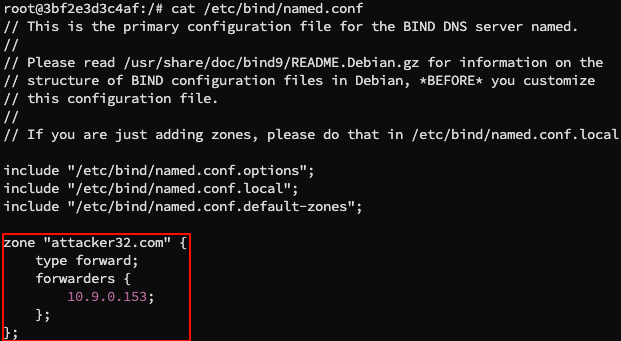 root@3bf2e3d3c4af:/# cat /etc/bind/named.conf
// This is the primary configuration file for the BIND DNS server named.
//
// Please read /usr/share/doc/bind9/README.Debian.gz for information on the
// structure of BIND configuration files in Debian, *BEFORE* you customize
// this configuration file.
//
// If you are just adding zones, please do that in /etc/bind/named.conf.local
include "/etc/bind/named.conf.options";
include "/etc/bind/named.conf.local";
include "/etc/bind/named.conf.default-zones";
zone "attacker32.com" {
    type forward;
    forwarders {
        10.9.0.153;
    };
};